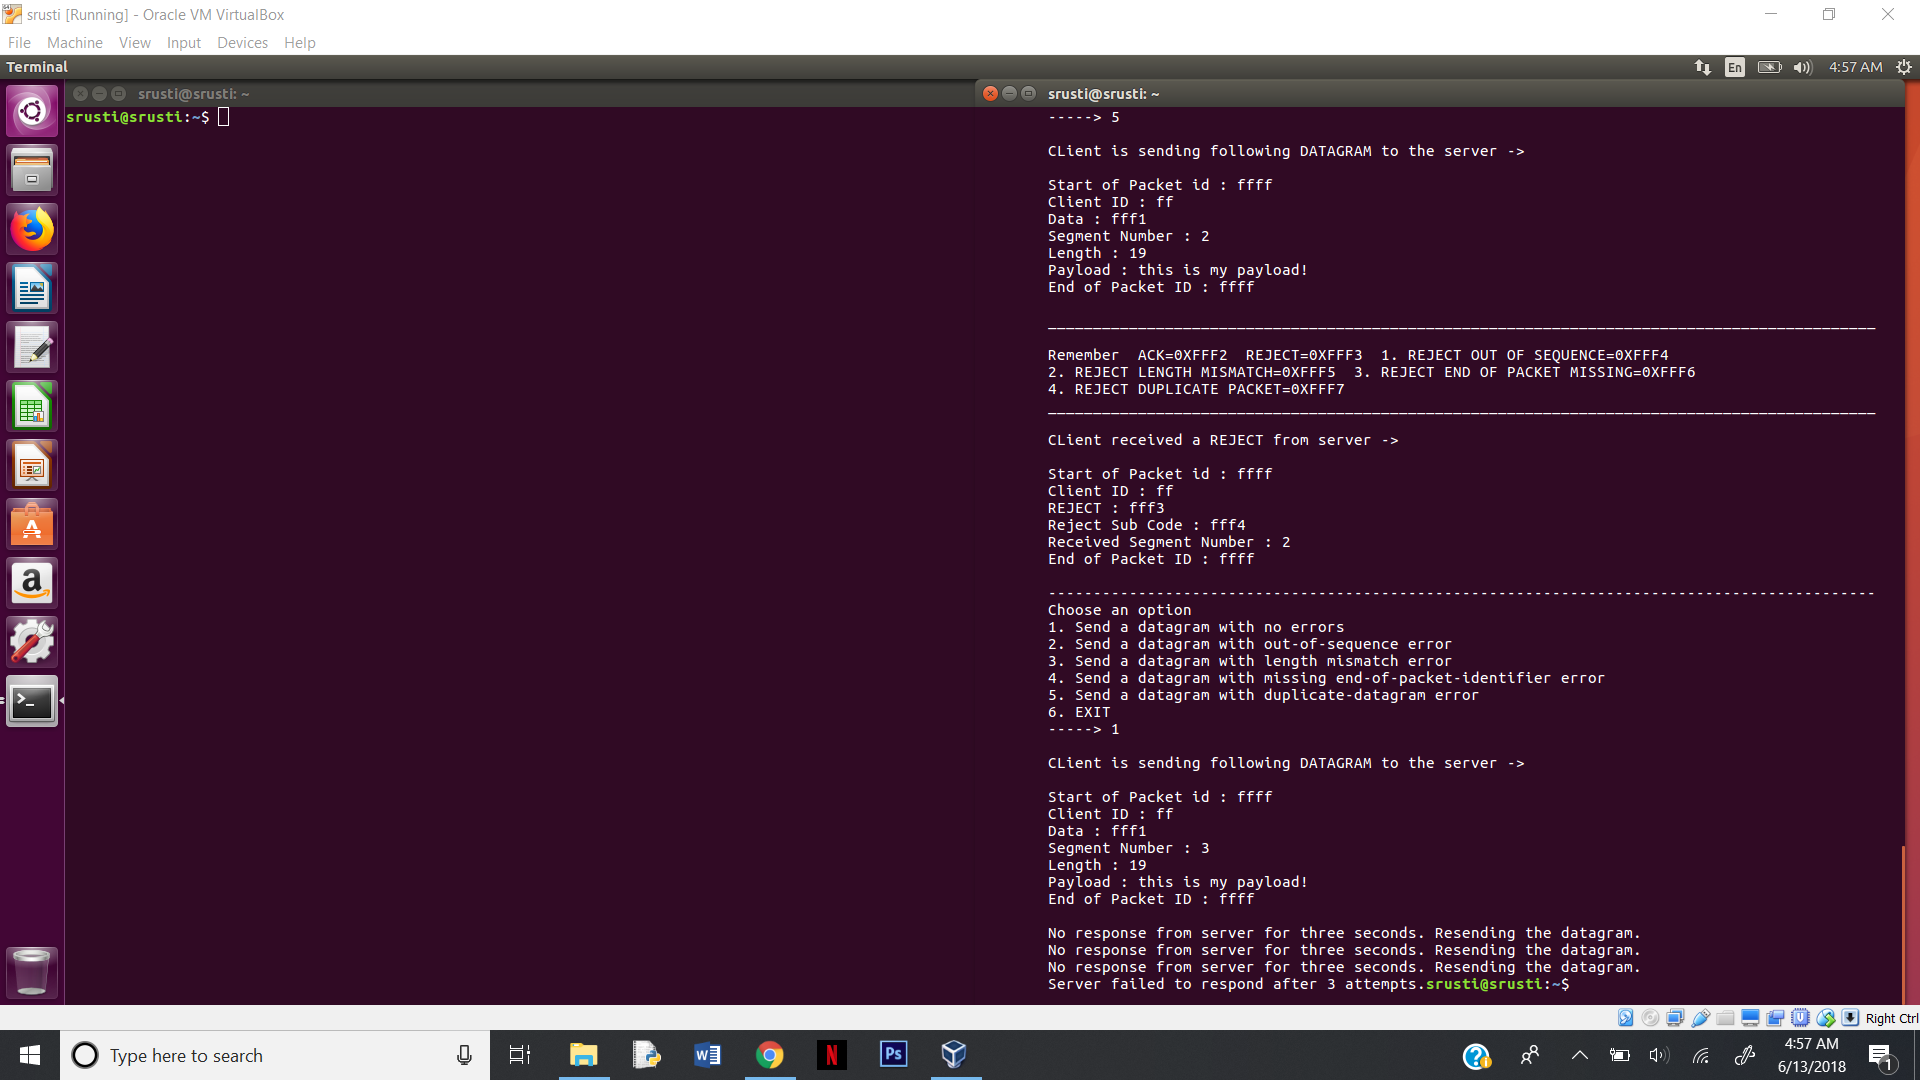 srusti [Running] - Oracle VM VirtualBox
File Machine View Input Devices Help
Terminal
En
4:57 AM
srusti@srusti: ~
srusti@srusti:~$
srusti@srusti: ~
-----> 5
CLient is sending following DATAGRAM to the server ->
Start of Packet id : ffff
Client ID : ff
Data : fff1
Segment Number : 2
Length : 19
Payload : this is my payload!
End of Packet ID : ffff
____________________________________________________________________________________________
Remember  ACK=0XFFF2  REJECT=0XFFF3  1. REJECT OUT OF SEQUENCE=0XFFF4
2. REJECT LENGTH MISMATCH=0XFFF5  3. REJECT END OF PACKET MISSING=0XFFF6
4. REJECT DUPLICATE PACKET=0XFFF7
____________________________________________________________________________________________
CLient received a REJECT from server ->
Start of Packet id : ffff
Client ID : ff
REJECT : fff3
Reject Sub Code : fff4
Received Segment Number : 2
End of Packet ID : ffff
--------------------------------------------------------------------------------------------
Choose an option
1. Send a datagram with no errors
2. Send a datagram with out-of-sequence error
3. Send a datagram with length mismatch error
4. Send a datagram with missing end-of-packet-identifier error
5. Send a datagram with duplicate-datagram error
6. EXIT
-----> 1
CLient is sending following DATAGRAM to the server ->
Start of Packet id : ffff
Client ID : ff
Data : fff1
Segment Number : 3
Length : 19
Payload : this is my payload!
End of Packet ID : ffff
No response from server for three seconds. Resending the datagram.
No response from server for three seconds. Resending the datagram.
No response from server for three seconds. Resending the datagram.
Server failed to respond after 3 attempts.srusti@srusti:~$
Right Ctrl
Type here to search
N
Ps
4:57 AM
6/13/2018
1